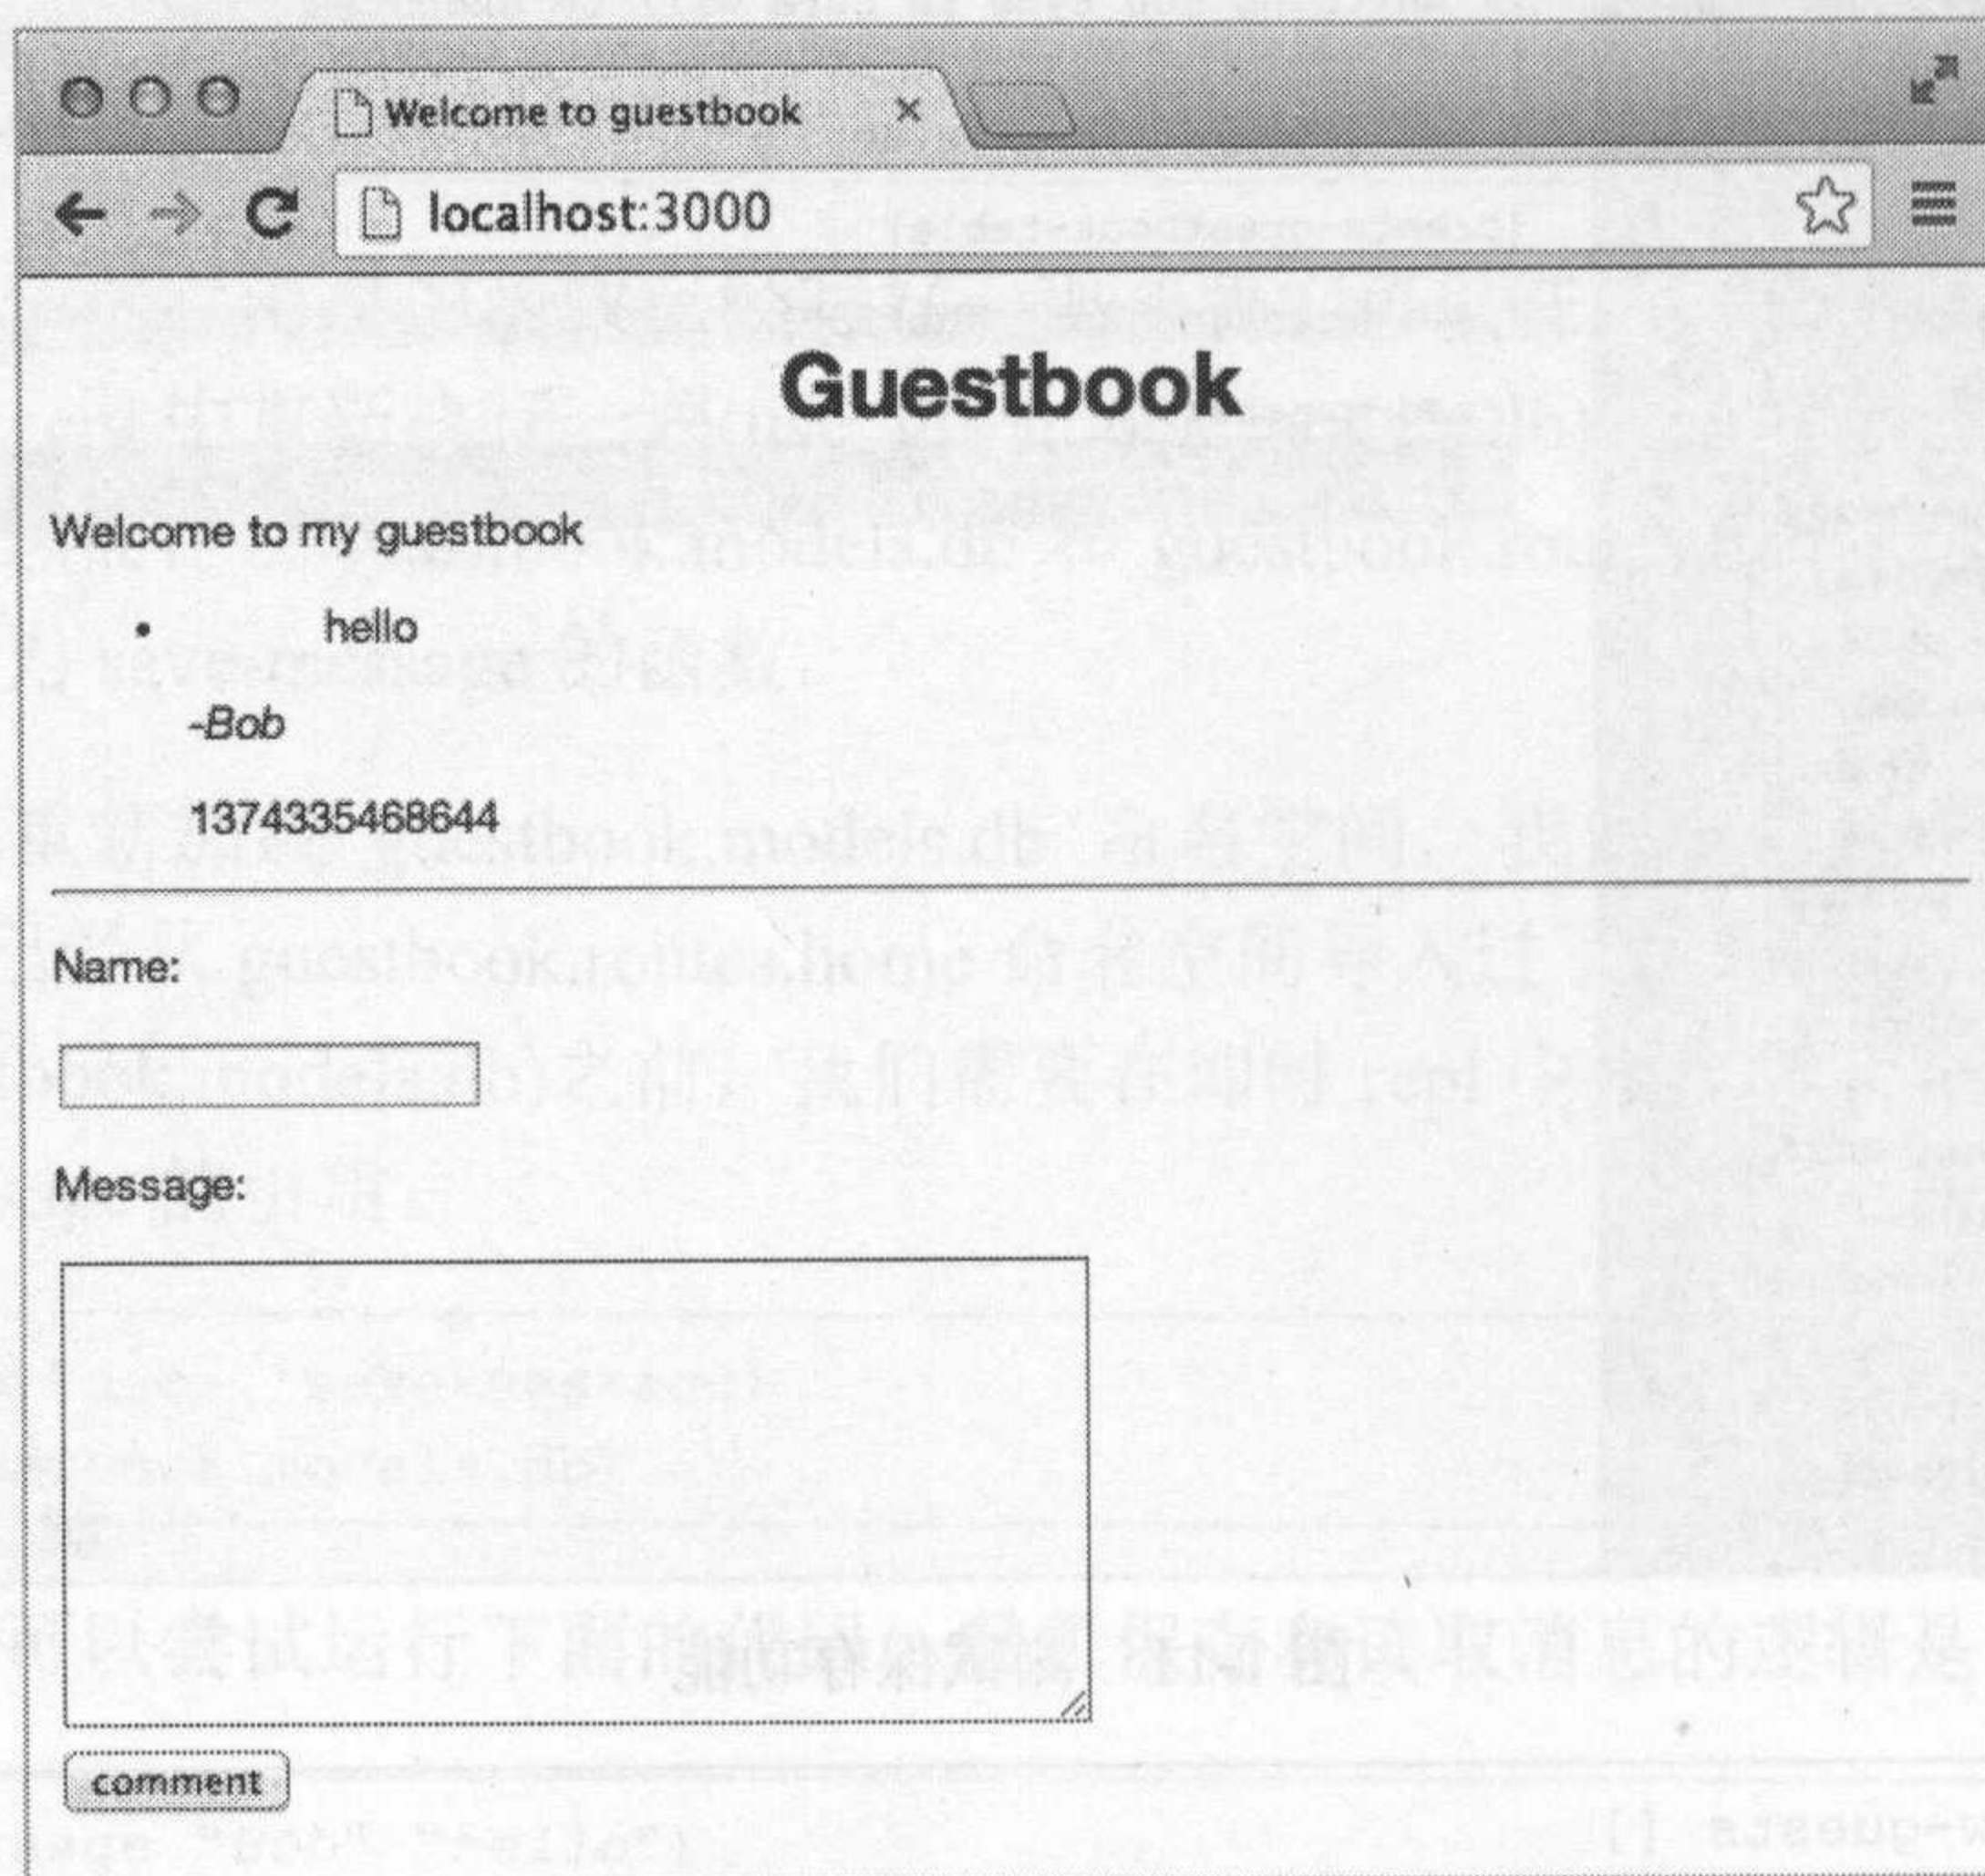 Welcome to guestbook
localhost:3000
Guestbook
Welcome to my guestbook
• hello
-Bob
1374335468644
Name:
Message:
comment